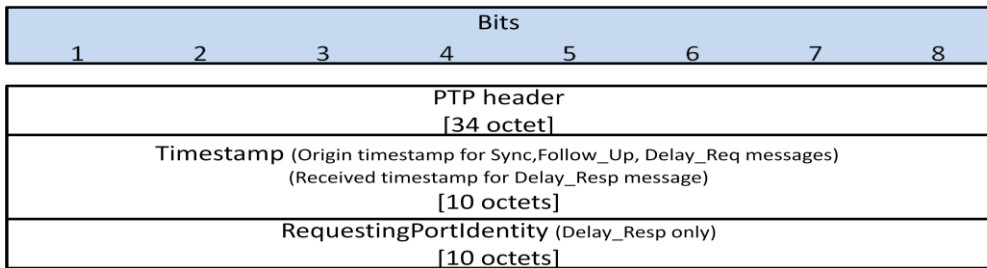 Bits
1 2 3 4 5 6 7 8
PTP header
[34 octet]
Timestamp (Origin timestamp for Sync,Follow_Up, Delay_Req messages)
(Received timestamp for Delay_Resp message)
[10 octets]
RequestingPortIdentity (Delay_Resp only)
[10 octets]